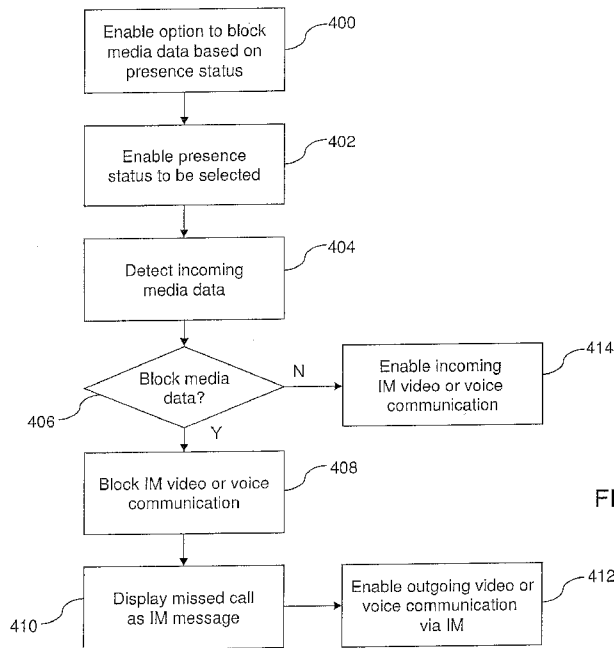 Enable option to block
media data based on
presence status
400
Enable presence
status to be selected
402
Detect incoming
media data
404
Block media
data?
406
N
Y
Enable incoming
IM video or voice
communication
414
Block IM video or voice
communication
408
FI
Display missed call
as IM message
410
Enable outgoing video or
voice communication
via IM
412